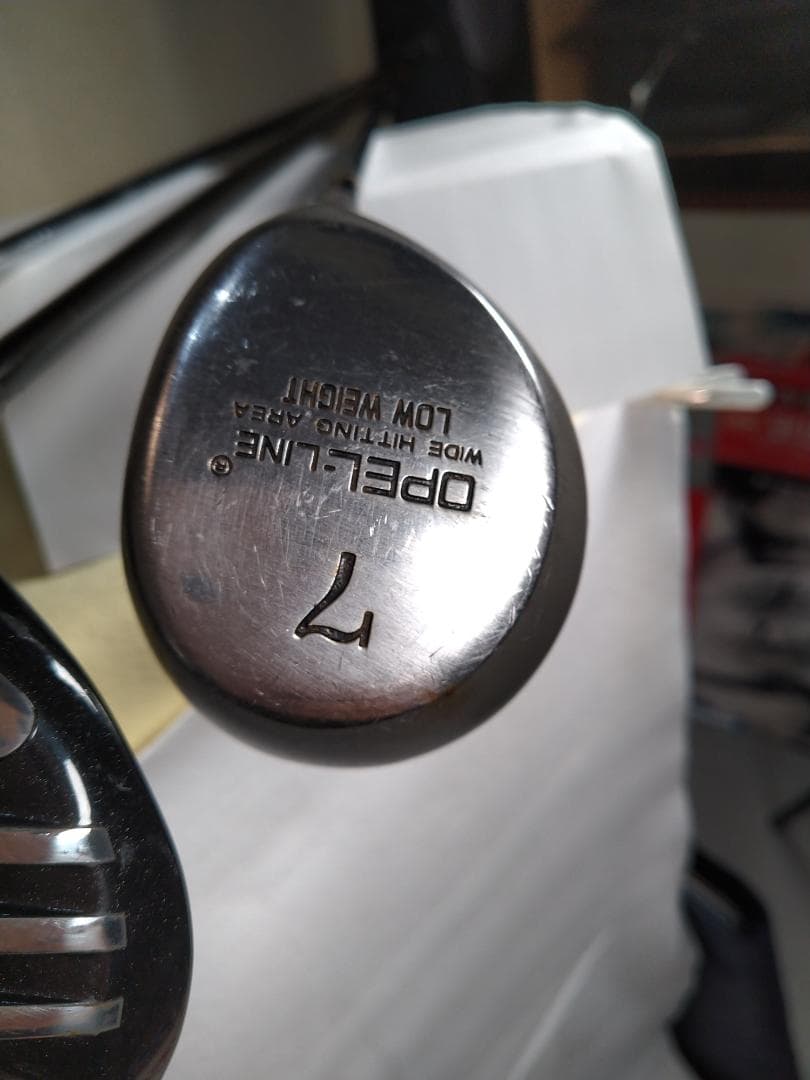 7
OPEL-LINE®
WIDE HITTING AREA
LOW WEIGHT